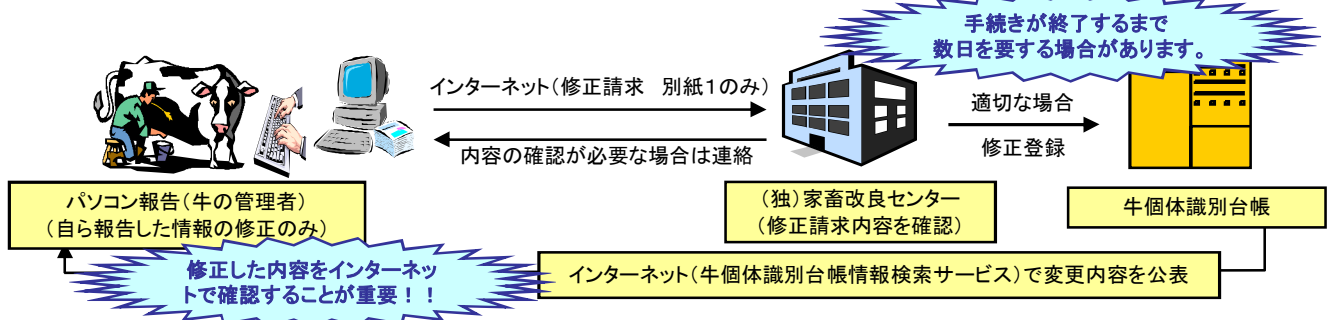 手続きが終了するまで
数日を要する場合があります。
インターネット(修正請求　別紙1のみ)
適切な場合
内容の確認が必要な場合は連絡
修正登録
パソコン報告(牛の管理者)
(自ら報告した情報の修正のみ)
(独)家畜改良センター
(修正請求内容を確認)
牛個体識別台帳
修正した内容をインターネッ
トで確認することが重要!!
インターネット(牛個体識別台帳情報検索サービス)で変更内容を公表